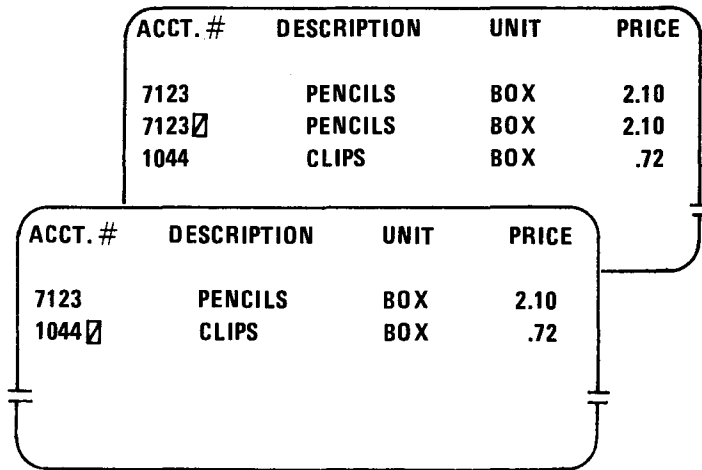 ACCT. # DESCRIPTION UNIT PRICE
7123 PENCILS BOX 2.10
7123 PENCILS BOX 2.10
1044 CLIPS BOX .72
ACCT. # DESCRIPTION UNIT PRICE
7123 PENCILS BOX 2.10
1044 CLIPS BOX .72